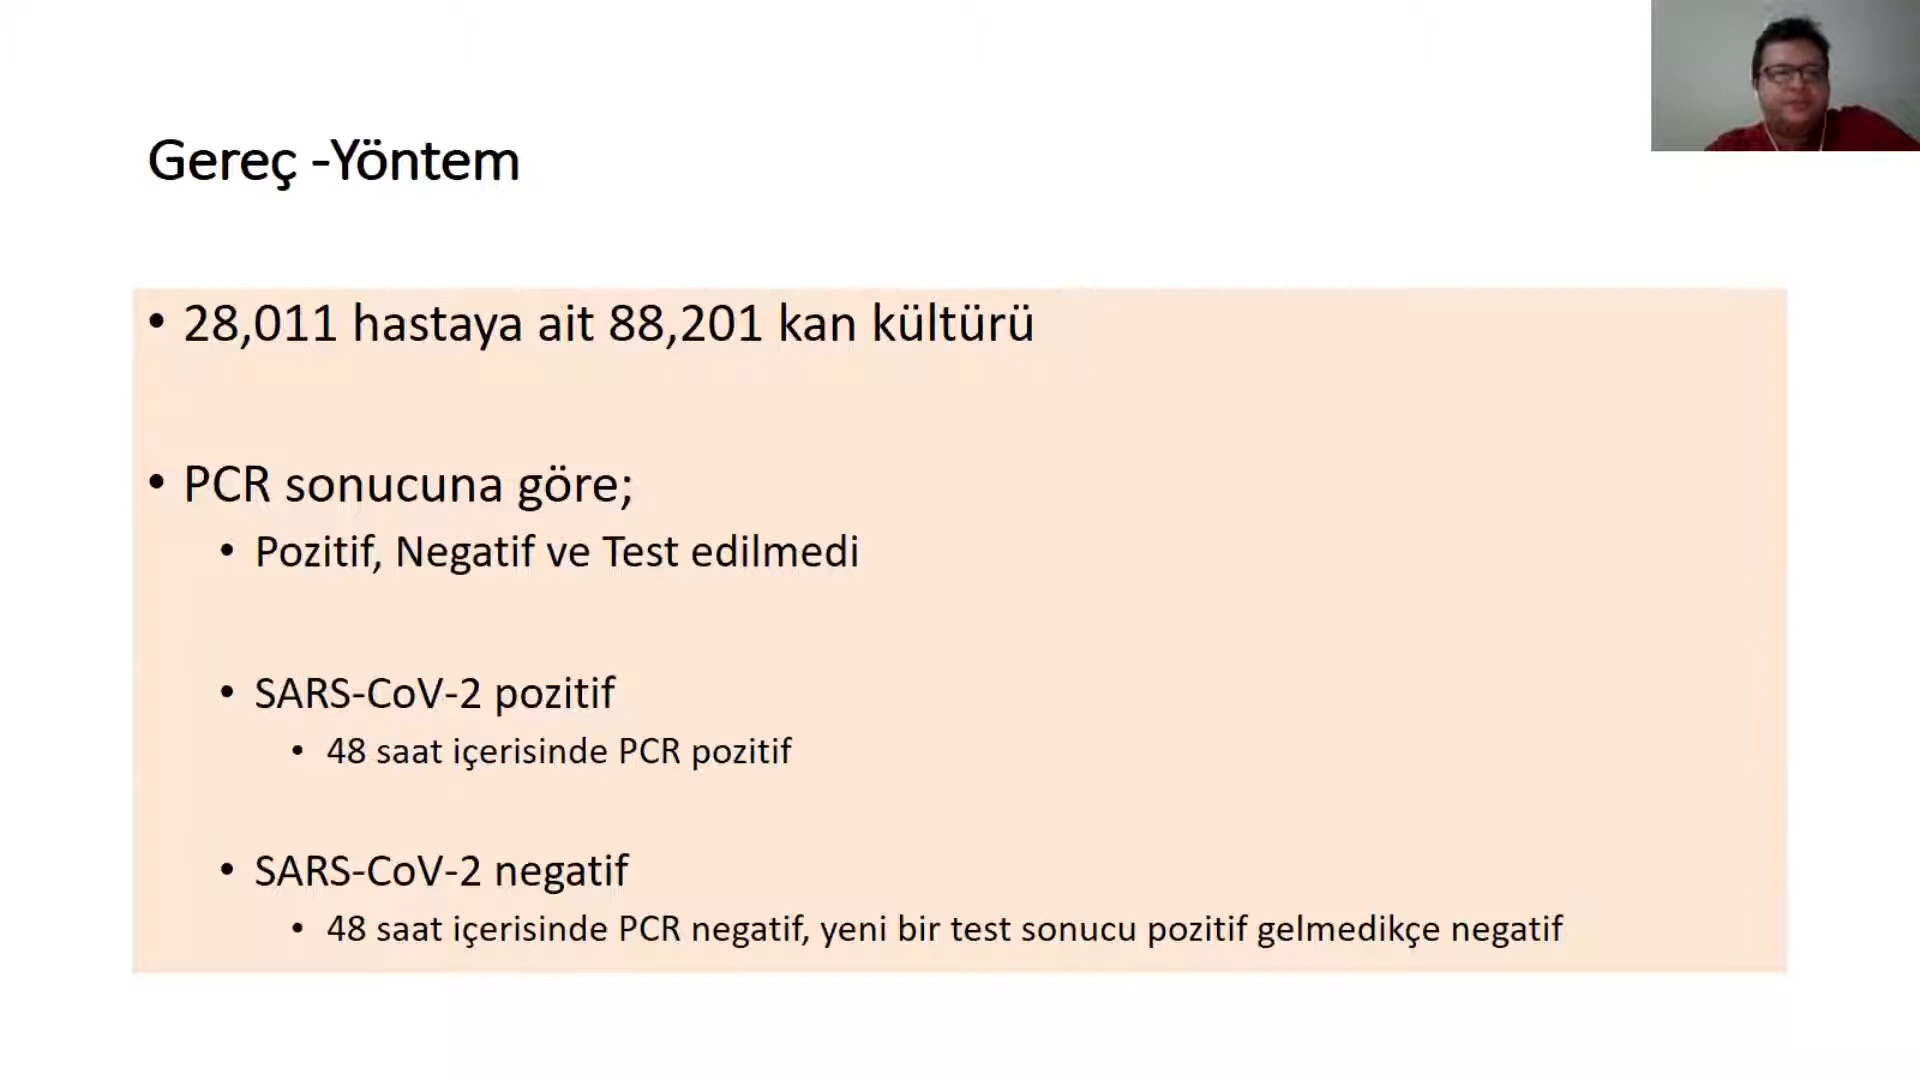 Gereç -Yöntem
• 28,011 hastaya ait 88,201 kan kültürü
• PCR sonucuna göre;
• Pozitif, Negatif ve Test edilmedi
• SARS-CoV-2 pozitif
• 48 saat içerisinde PCR pozitif
• SARS-CoV-2 negatif
• 48 saat içerisinde PCR negatif, yeni bir test sonucu pozitif gelmedikçe negatif